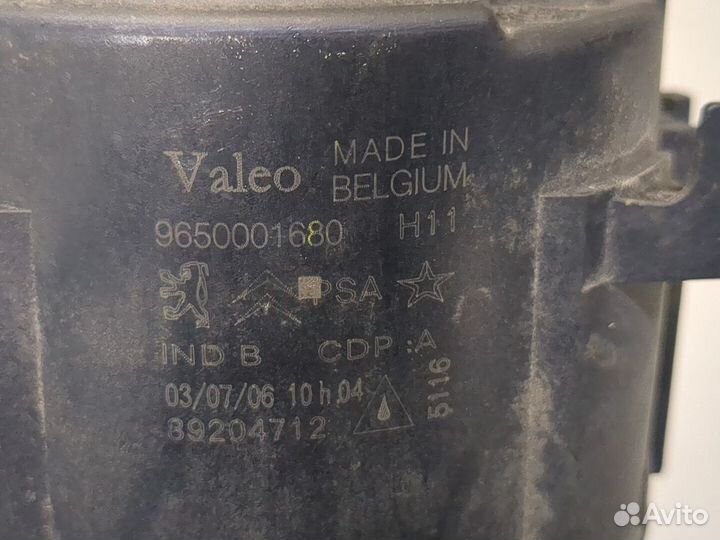 Valeo
MADE IN
BELGIUM
9650001680 H11
PSA
IND B CDP :A
03/07/06 10 h 04
5116
89204712
Avito